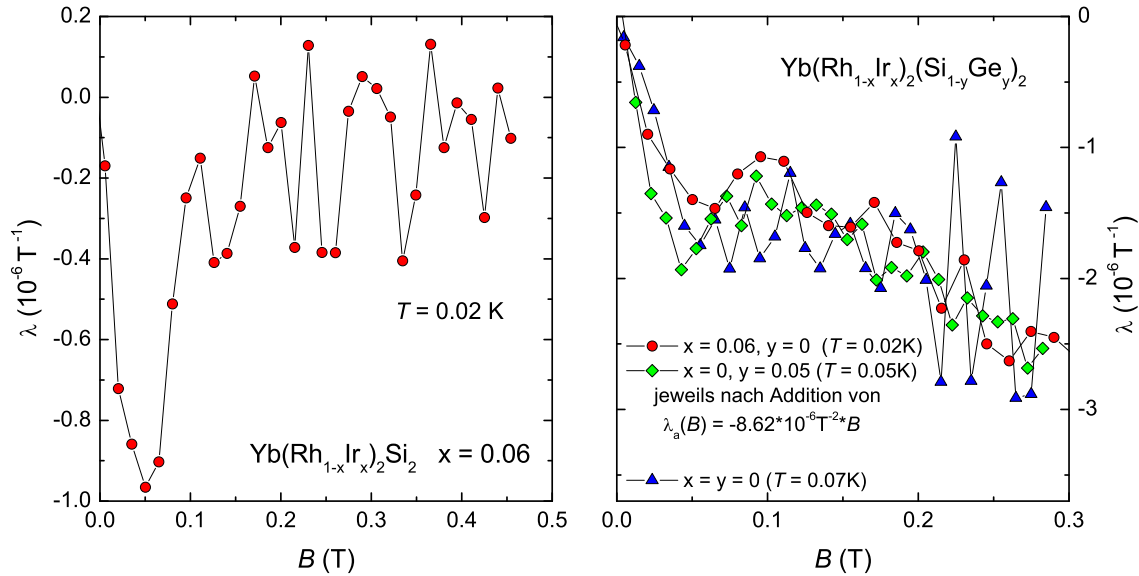 0.2
0.0
-0.2
-0.4
-0.6
-0.8
-1.0
λ (10⁻⁶ T⁻¹)
T = 0.02 K
Yb(Rh₁₋ₓIrₓ)₂Si₂ x = 0.06
0.0 0.1 0.2 0.3 0.4 0.5
B (T)
Yb(Rh₁₋ₓIrₓ)₂(Si₁₋yGey)₂
x = 0.06, y = 0 (T = 0.02K)
x = 0, y = 0.05 (T = 0.05K)
jeweils nach Addition von
λₐ(B) = -8.62*10⁻⁶T⁻²*B
x = y = 0 (T = 0.07K)
0
-1
-2
-3
λ (10⁻⁶ T⁻¹)
0.0 0.1 0.2 0.3
B (T)